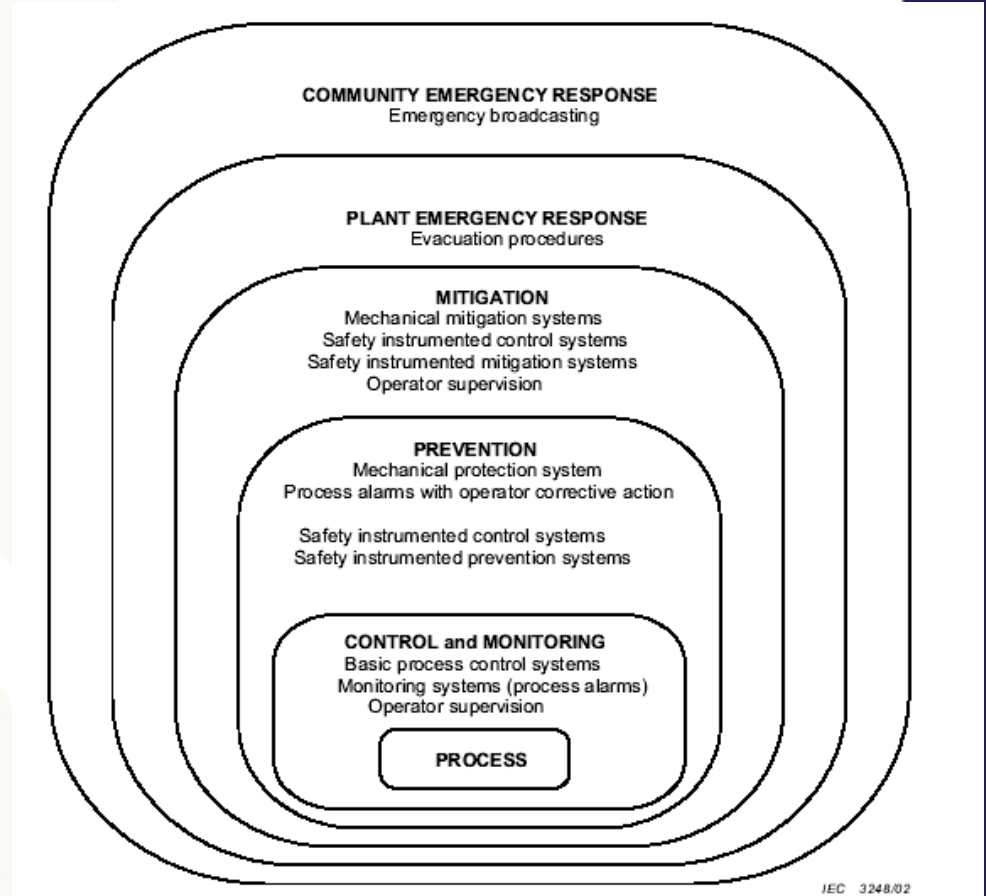 COMMUNITY EMERGENCY RESPONSE
Emergency broadcasting
PLANT EMERGENCY RESPONSE
Evacuation procedures
MITIGATION
Mechanical mitigation systems
Safety instrumented control systems
Safety instrumented mitigation systems
Operator supervision
PREVENTION
Mechanical protection system
Process alarms with operator corrective action
Safety instrumented control systems
Safety instrumented prevention systems
CONTROL and MONITORING
Basic process control systems
Monitoring systems (process alarms)
Operator supervision
PROCESS
IEC 3248/02